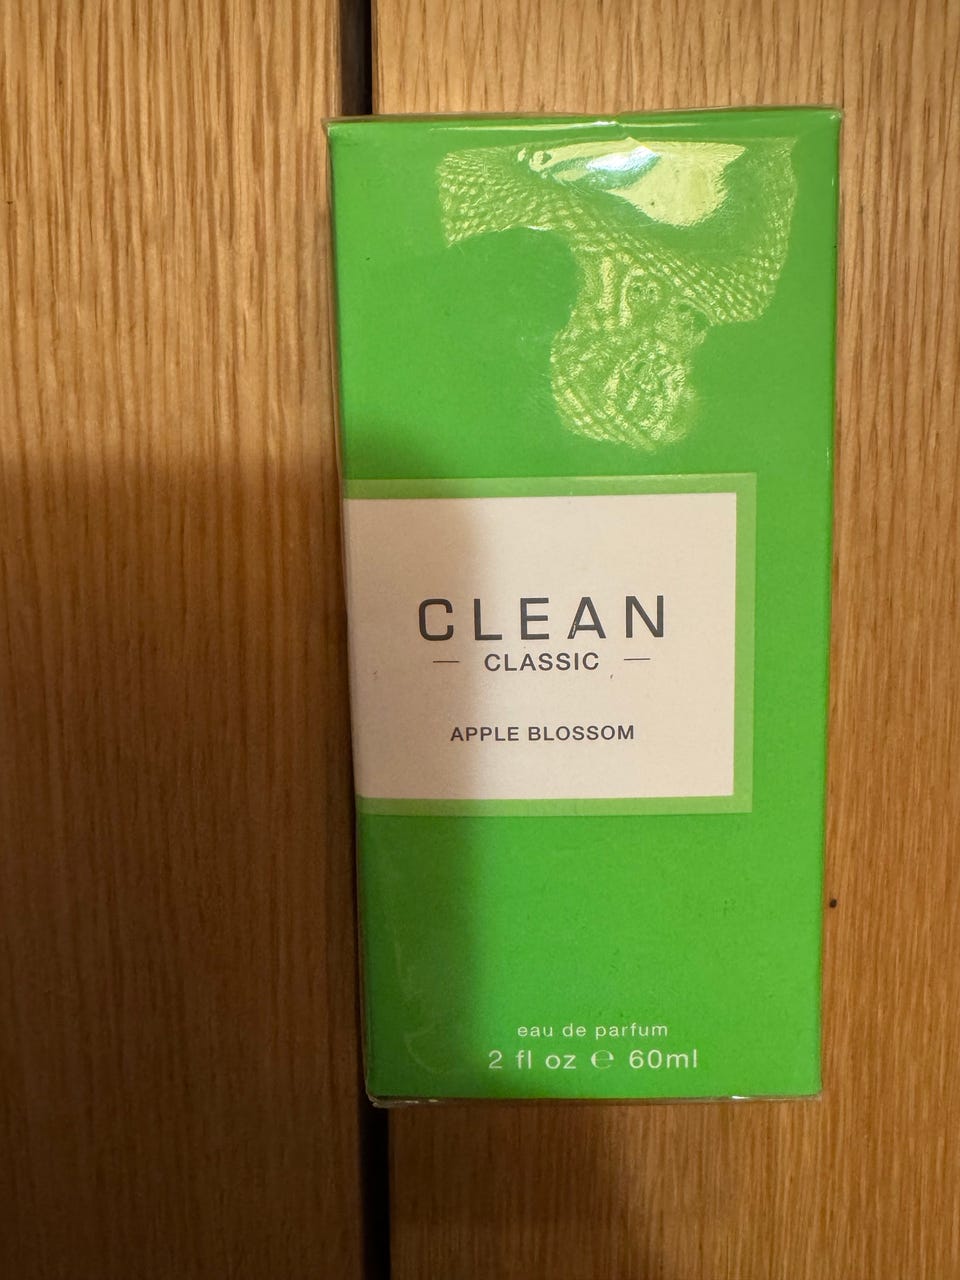 CLEAN
— CLASSIC —
APPLE BLOSSOM
eau de parfum
2 fl oz ℮ 60ml